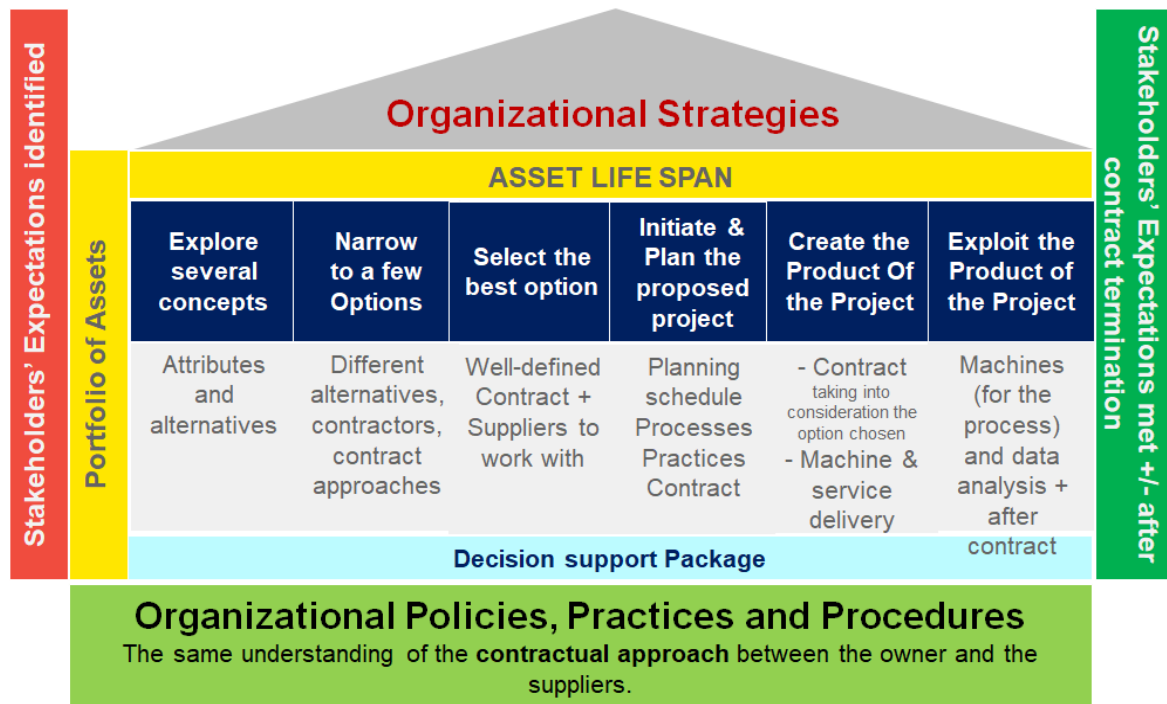 Stakeholders' Expectations identified
Organizational Strategies
Portfolio of Assets
ASSET LIFE SPAN
Explore
several
concepts
Narrow
to a few
Options
Select the
best option
Initiate &
Plan the
proposed
project
Create the
Product Of
the Project
Exploit the
Product of
the Project
Attributes
and
alternatives
Different
alternatives,
contractors,
contract
approaches
Well-defined
Contract +
Suppliers to
work with
Planning
schedule
Processes
Practices
Contract
- Contract
taking into
consideration the
option chosen
- Machine &
service
delivery
Machines
(for the
process)
and data
analysis +
after
contract
Decision support Package
Organizational Policies, Practices and Procedures
The same understanding of the contractual approach between the owner and the
suppliers.
Stakeholders' Expectations met +/- after
contract termination